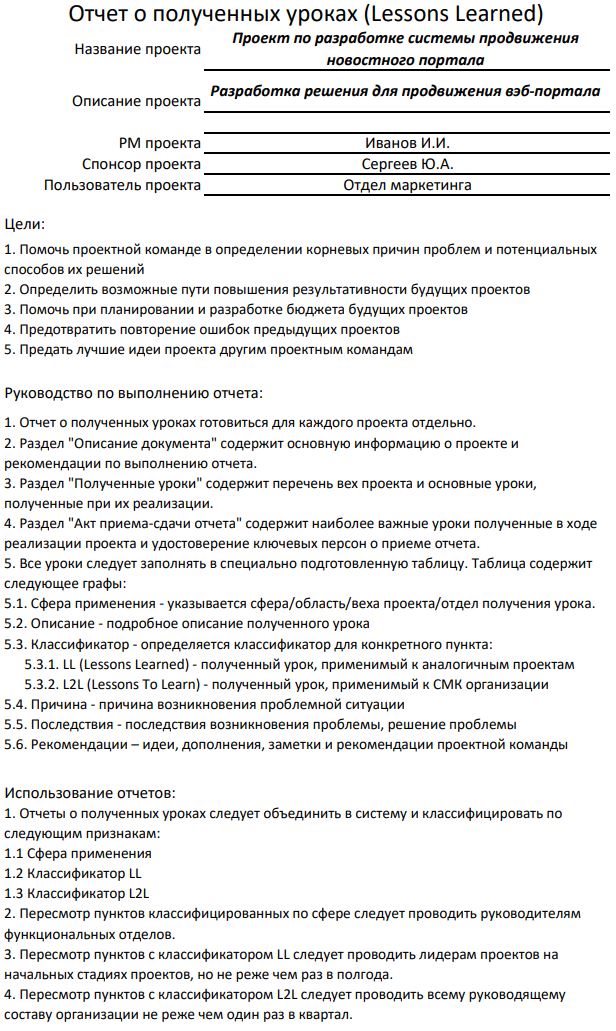 Отчет о полученных уроках (Lessons Learned)
Название проекта
Проект по разработке системы продвижения
новостного портала
Описание проекта
Разработка решения для продвижения вэб-портала
PM проекта
Иванов И.И.
Спонсор проекта
Сергеев Ю.А.
Пользователь проекта
Отдел маркетинга
Цели:
1. Помочь проектной команде в определении корневых причин проблем и потенциальных
способов их решений
2. Определить возможные пути повышения результативности будущих проектов
3. Помочь при планировании и разработке бюджета будущих проектов
4. Предотвратить повторение ошибок предыдущих проектов
5. Предать лучшие идеи проекта другим проектным командам
Руководство по выполнению отчета:
1. Отчет о полученных уроках готовиться для каждого проекта отдельно.
2. Раздел "Описание документа" содержит основную информацию о проекте и
рекомендации по выполнению отчета.
3. Раздел "Полученные уроки" содержит перечень вех проекта и основные уроки,
полученные при их реализации.
4. Раздел "Акт приема-сдачи отчета" содержит наиболее важные уроки полученные в ходе
реализации проекта и удостоверение ключевых персон о приеме отчета.
5. Все уроки следует заполнять в специально подготовленную таблицу. Таблица содержит
следующее графы:
5.1. Сфера применения - указывается сфера/область/веха проекта/отдел получения урока.
5.2. Описание - подробное описание полученного урока
5.3. Классификатор - определяется классификатор для конкретного пункта:
5.3.1. LL (Lessons Learned) - полученный урок, применимый к аналогичным проектам
5.3.2. L2L (Lessons To Learn) - полученный урок, применимый к СМК организации
5.4. Причина - причина возникновения проблемной ситуации
5.5. Последствия - последствия возникновения проблемы, решение проблемы
5.6. Рекомендации – идеи, дополнения, заметки и рекомендации проектной команды
Использование отчетов:
1. Отчеты о полученных уроках следует объединить в систему и классифицировать по
следующим признакам:
1.1 Сфера применения
1.2 Классификатор LL
1.3 Классификатор L2L
2. Пересмотр пунктов классифицированных по сфере следует проводить руководителям
функциональных отделов.
3. Пересмотр пунктов с классификатором LL следует проводить лидерам проектов на
начальных стадиях проектов, но не реже чем раз в полгода.
4. Пересмотр пунктов с классификатором L2L следует проводить всему руководящему
составу организации не реже чем один раз в квартал.